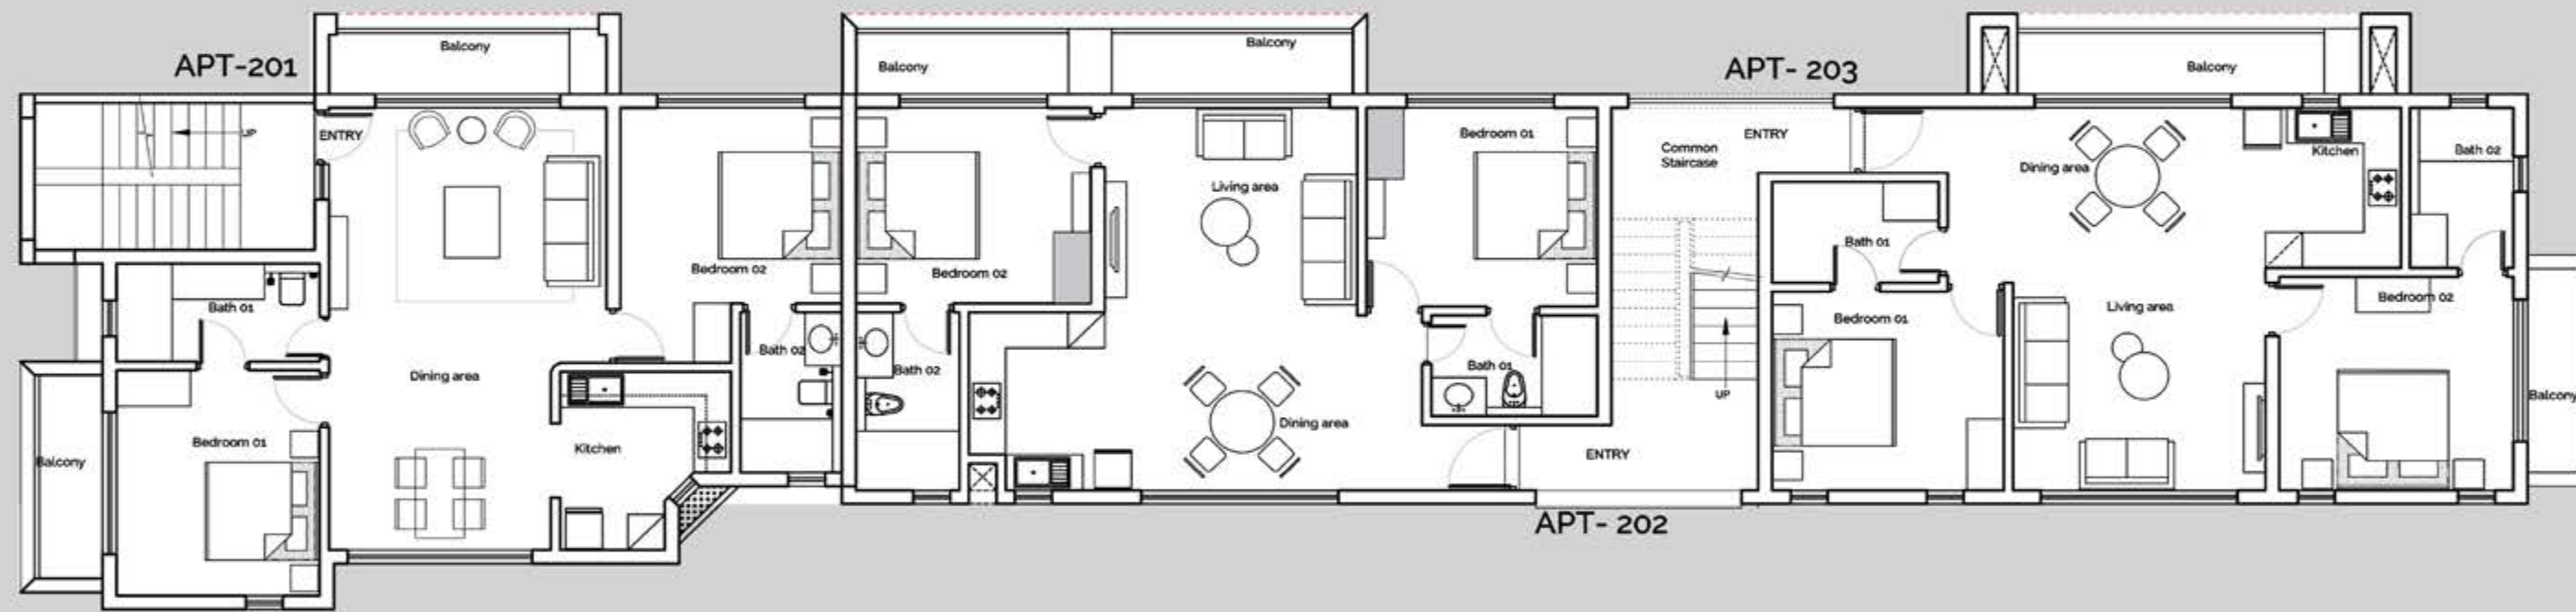 APT-201
Balcony
UP
ENTRY
Bedroom 02
Bath 01
Bath 02
Dining area
Kitchen
Bedroom 01
Balcony
Balcony
Balcony
Living area
Bedroom 01
Bedroom 02
Bath 02
Bath 01
Dining area
ENTRY
APT- 202
Common
Staircase
ENTRY
UP
APT- 203
Balcony
Dining area
Kitchen
Bath 02
Bath 01
Bedroom 01
Living area
Bedroom 02
Balcony